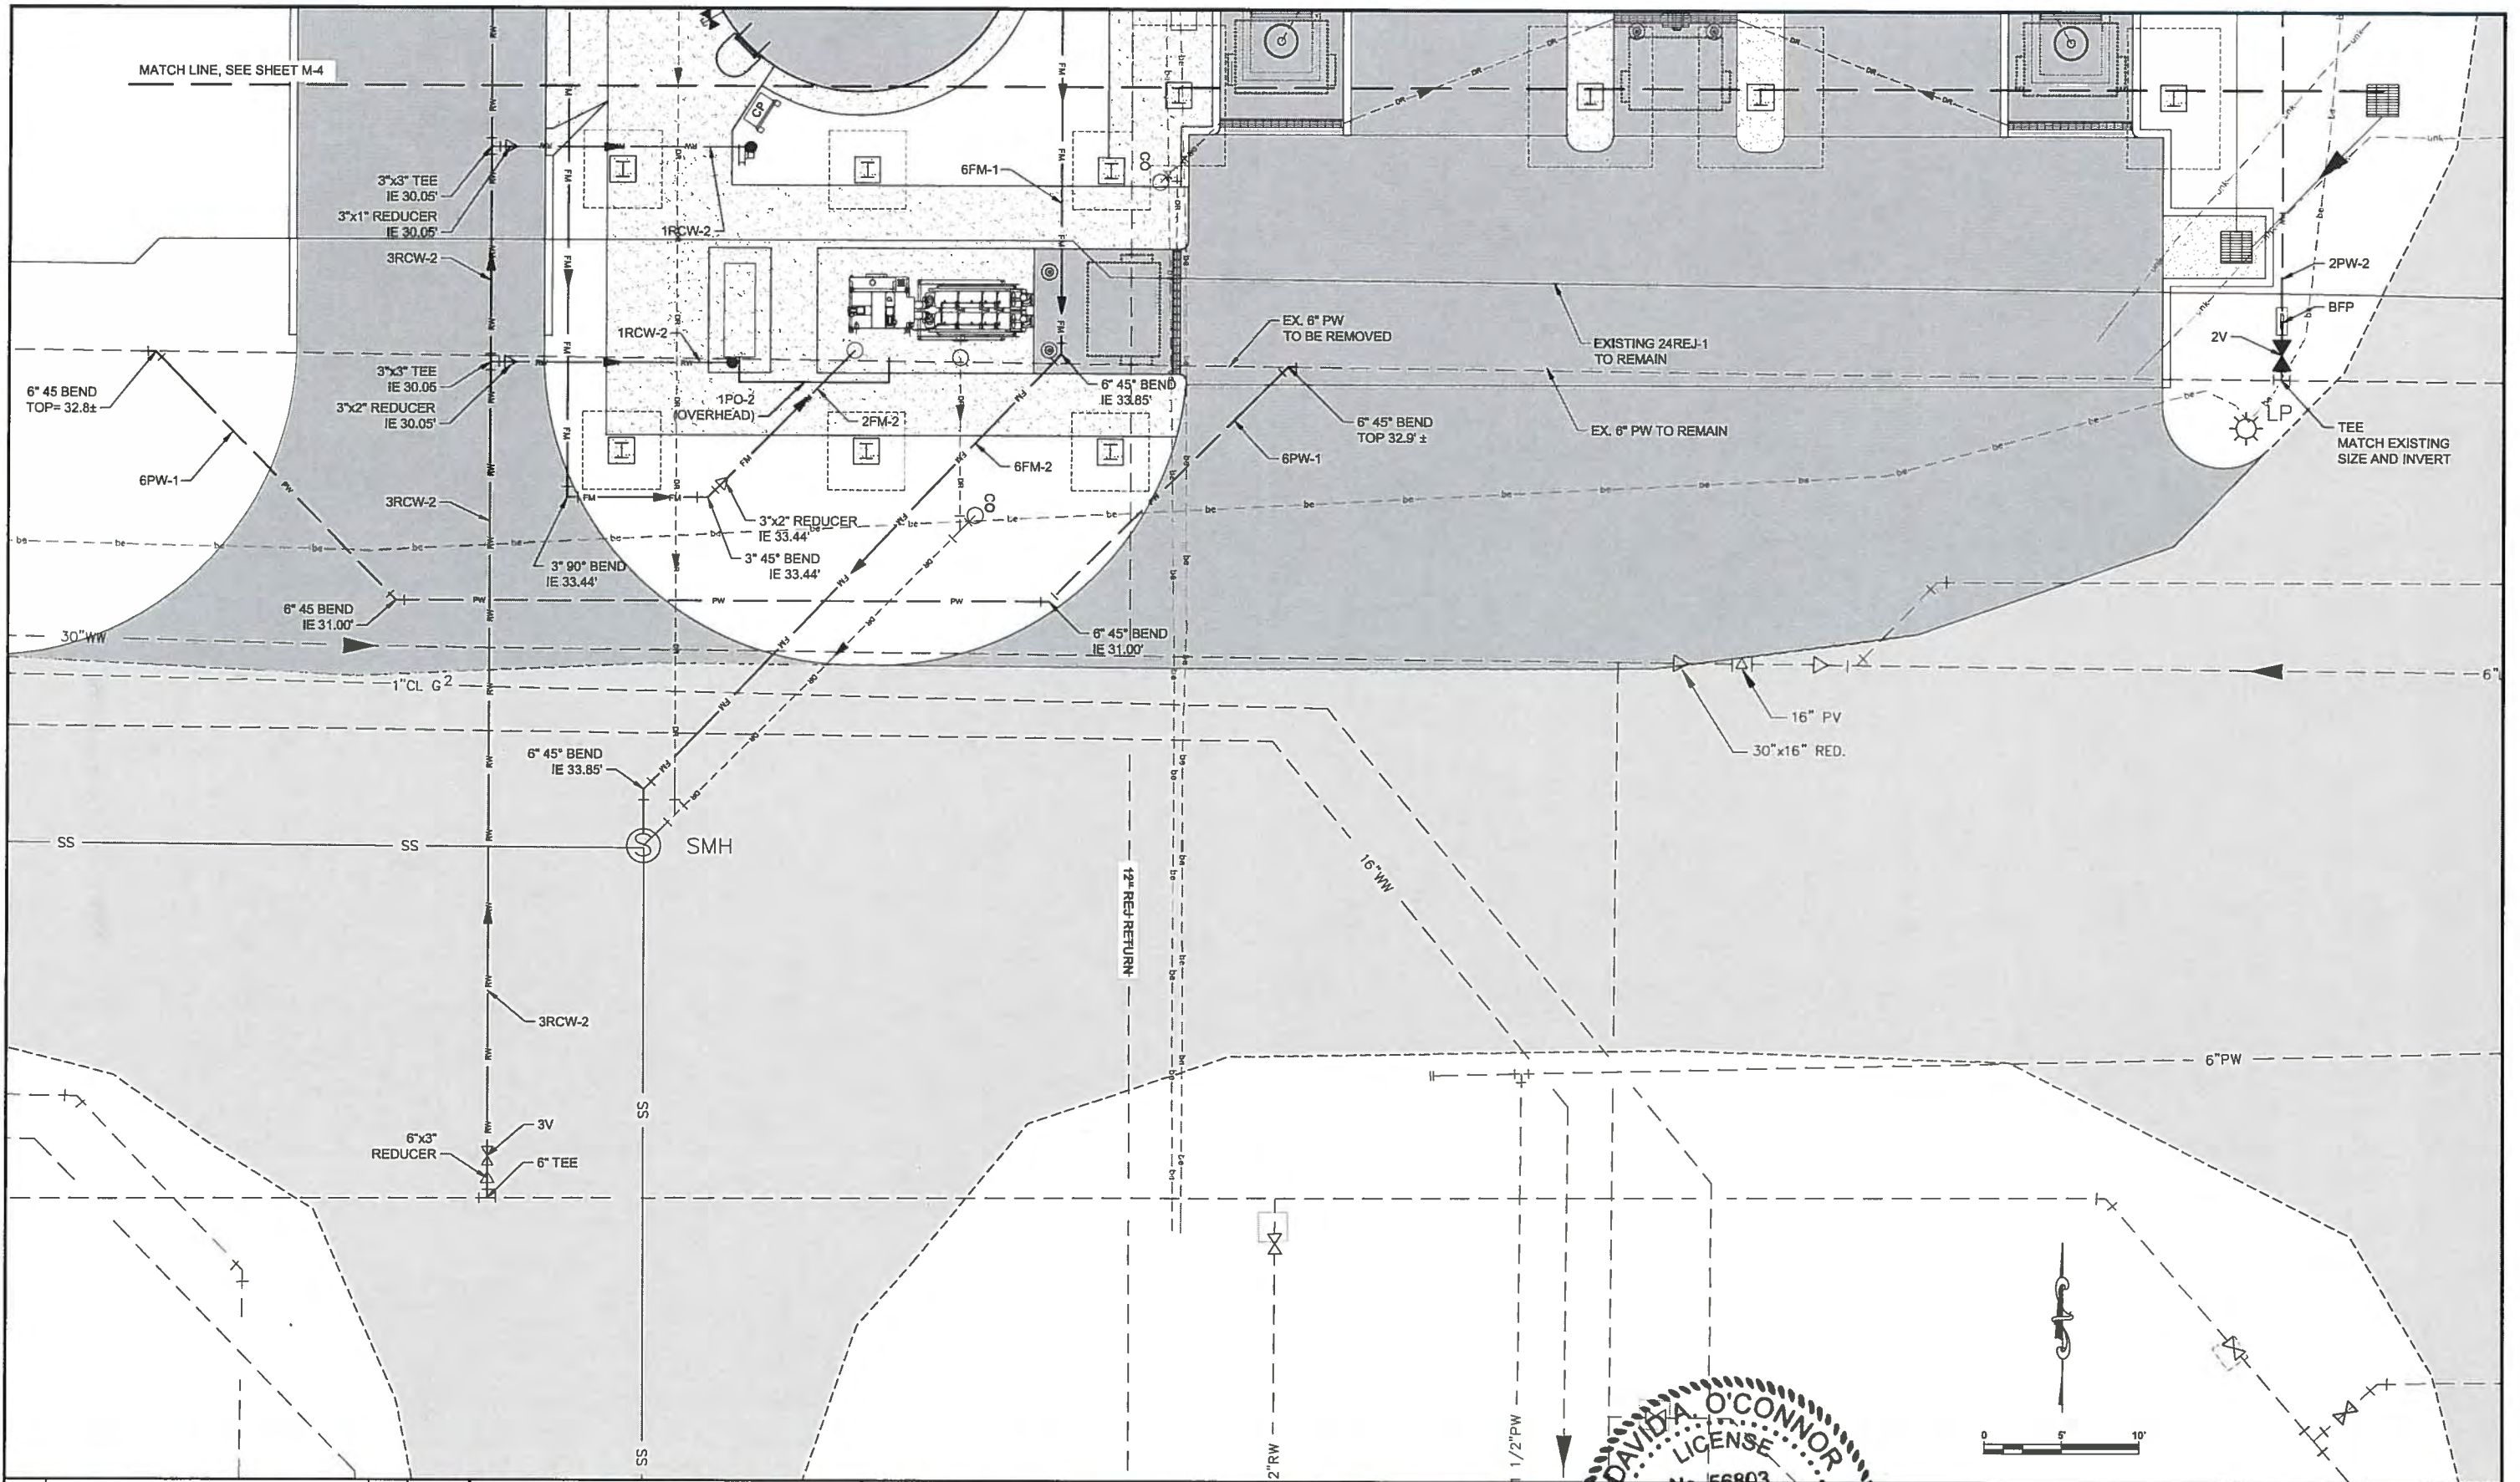 MATCH LINE, SEE SHEET M-4
CP
3"x3" TEE
IE 30.05'
3"x1" REDUCER
IE 30.05'
3RCW-2
1RCW-2
6FM-1
CO
1RCW-2
3"x3" TEE
IE 30.05
3"x2" REDUCER
IE 30.05'
6" 45 BEND
TOP= 32.8±
6PW-1
3RCW-2
1PO-2
(OVERHEAD)
2FM-2
6" 45° BEND
IE 33.85'
6FM-2
CO
EX. 6" PW
TO BE REMOVED
EXISTING 24REJ-1
TO REMAIN
6" 45° BEND
TOP 32.9' ±
EX. 6" PW TO REMAIN
6PW-1
2PW-2
BFP
2V
LP
TEE
MATCH EXISTING
SIZE AND INVERT
3"x2" REDUCER
IE 33.44'
3" 45° BEND
IE 33.44'
3" 90° BEND
IE 33.44'
6" 45 BEND
IE 31.00'
6" 45° BEND
IE 31.00'
30"WW
1"CL G2
16" PV
30"x16" RED.
6" 45° BEND
IE 33.85'
SS
SS
SMH
12" REJ RETURN
16"WW
3RCW-2
SS
6"PW
3V
6"x3"
REDUCER
6" TEE
SS
2"RW
1 1/2"PW
DAVID A. O'CONNOR
LICENSE
No. 56803
0 5' 10'